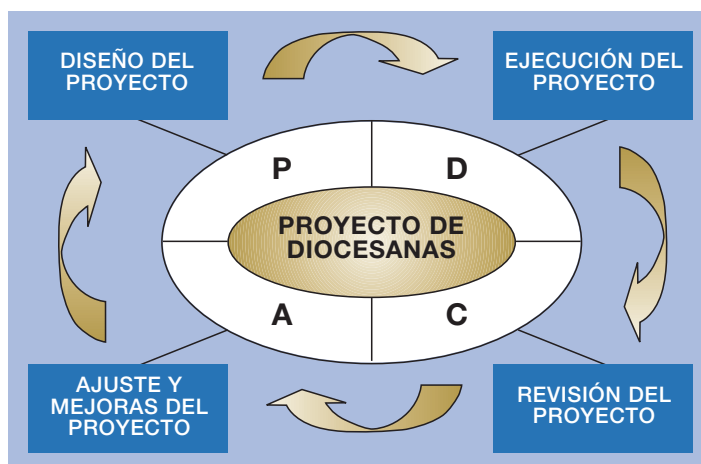 DISEÑO DEL
PROYECTO
EJECUCIÓN DEL
PROYECTO
P
D
PROYECTO DE
DIOCESANAS
A
C
AJUSTE Y
MEJORAS DEL
PROYECTO
REVISIÓN DEL
PROYECTO